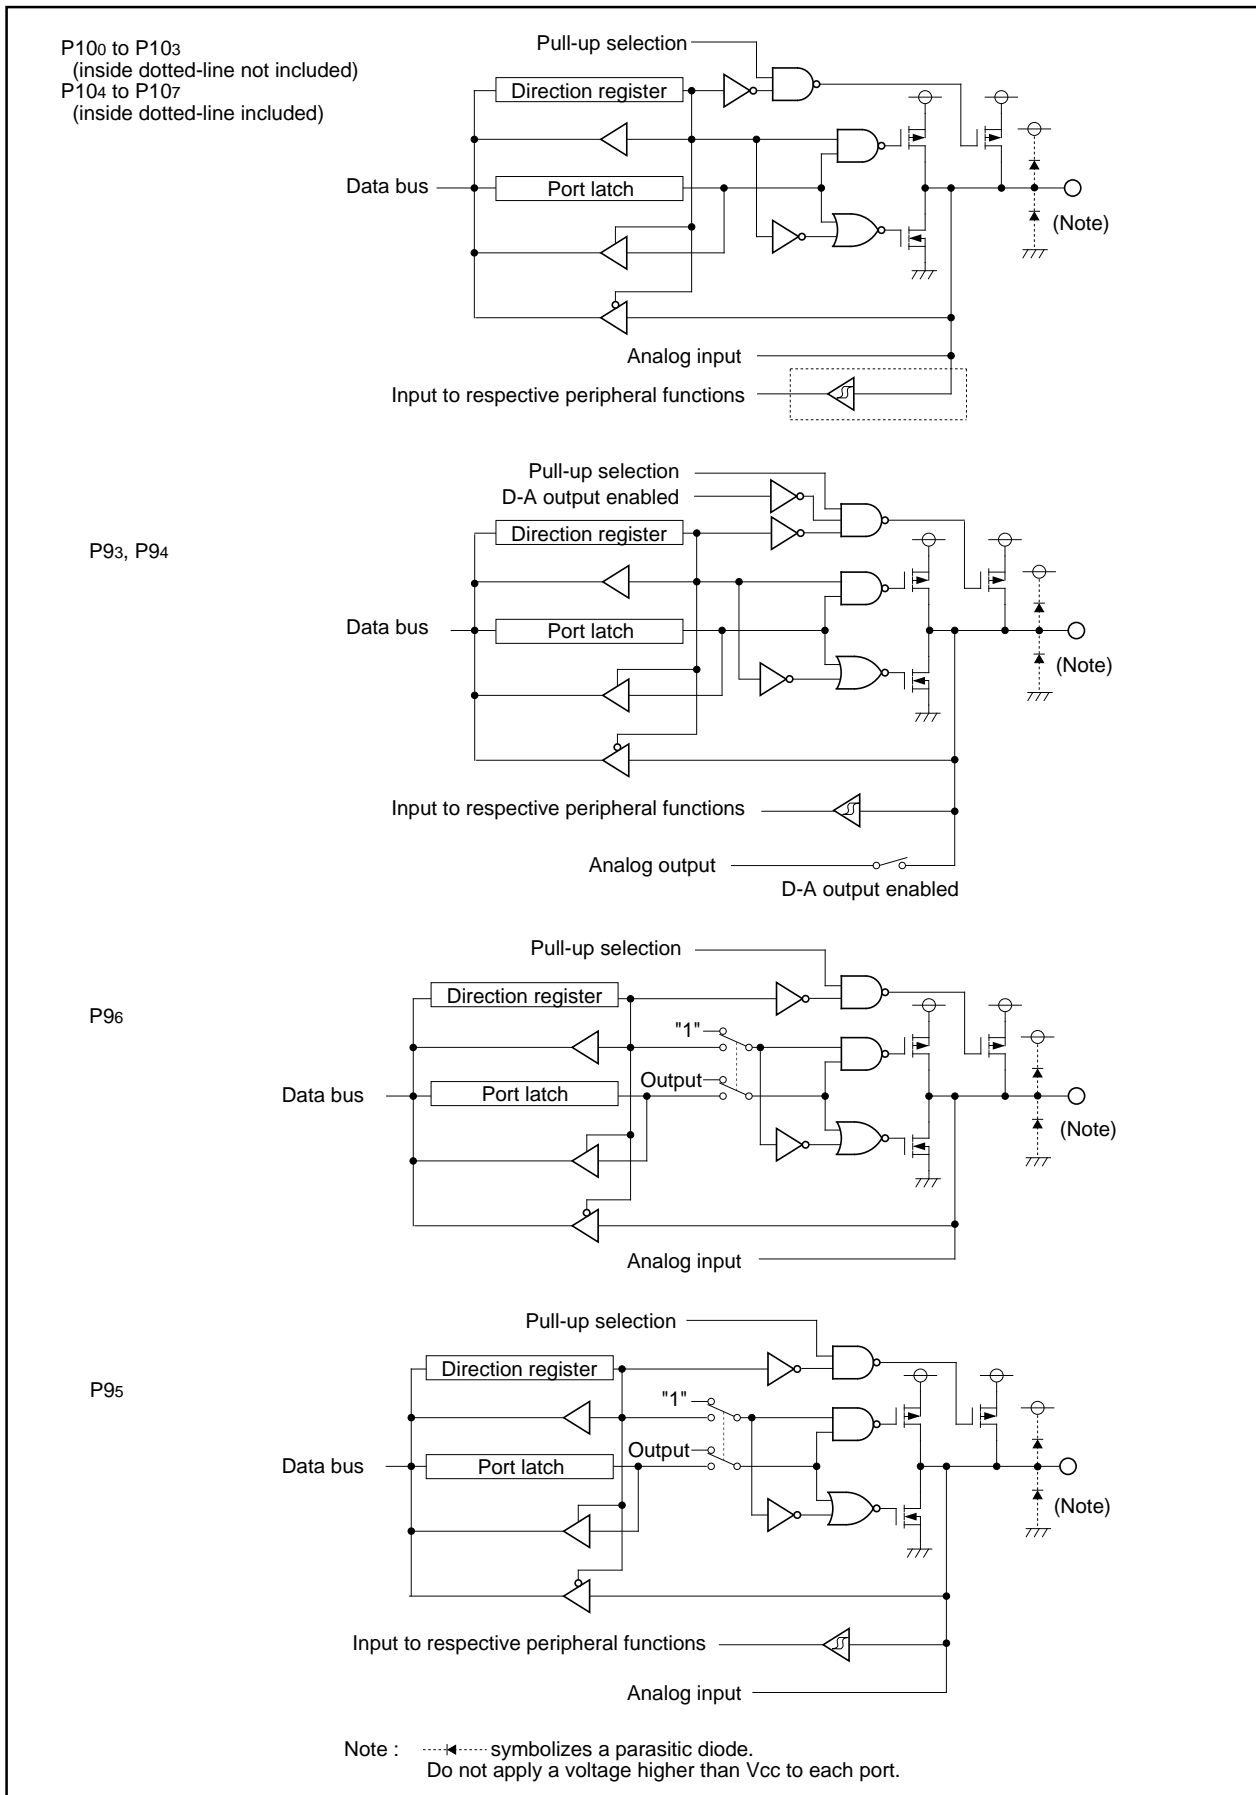 P100 to P103
(inside dotted-line not included)
P104 to P107
(inside dotted-line included)
Pull-up selection
Direction register
Data bus
Port latch
(Note)
Analog input
Input to respective peripheral functions
P93, P94
Pull-up selection
D-A output enabled
Direction register
Data bus
Port latch
(Note)
Input to respective peripheral functions
Analog output
D-A output enabled
P96
Pull-up selection
Direction register
"1"
Output
Data bus
Port latch
(Note)
Analog input
P95
Pull-up selection
Direction register
"1"
Output
Data bus
Port latch
(Note)
Input to respective peripheral functions
Analog input
Note : symbolizes a parasitic diode.
Do not apply a voltage higher than Vcc to each port.